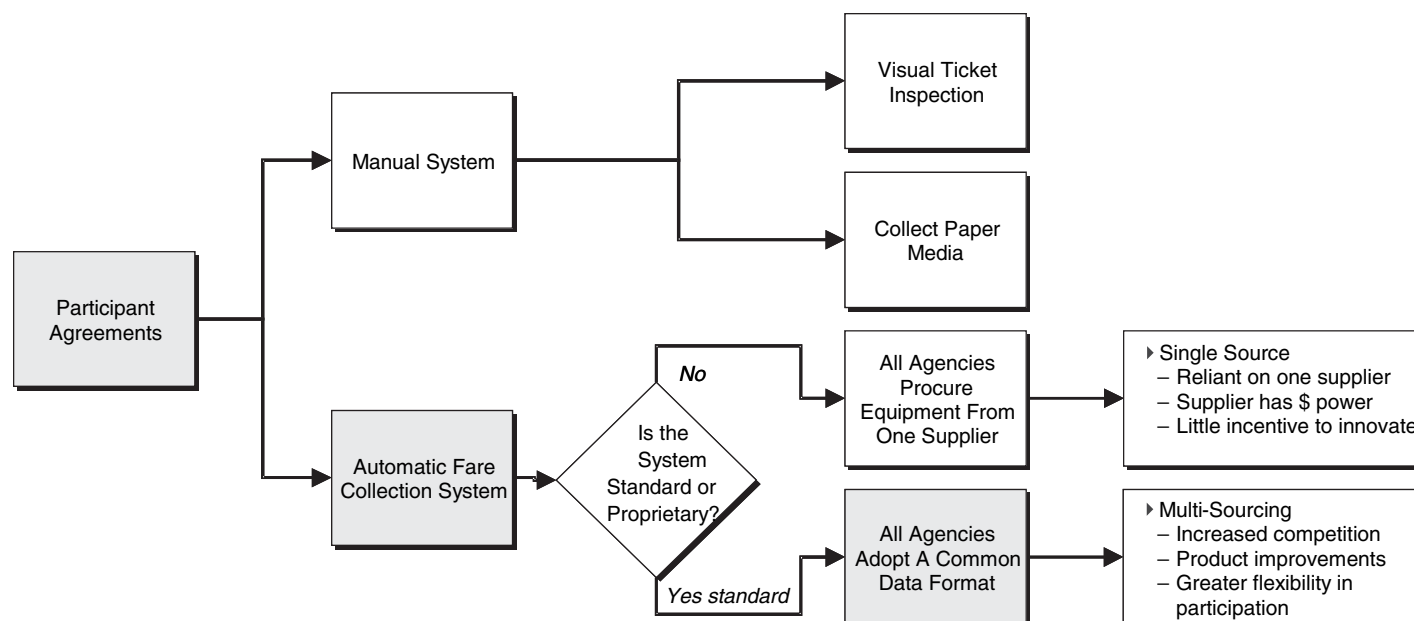 Visual Ticket
Inspection
Manual System
Collect Paper
Media
Participant
Agreements
No
All Agencies
Procure
Equipment From
One Supplier
Single Source
– Reliant on one supplier
– Supplier has $ power
– Little incentive to innovate
Automatic Fare
Collection System
Is the
System
Standard or
Proprietary?
Yes standard
All Agencies
Adopt A Common
Data Format
Multi-Sourcing
– Increased competition
– Product improvements
– Greater flexibility in
participation